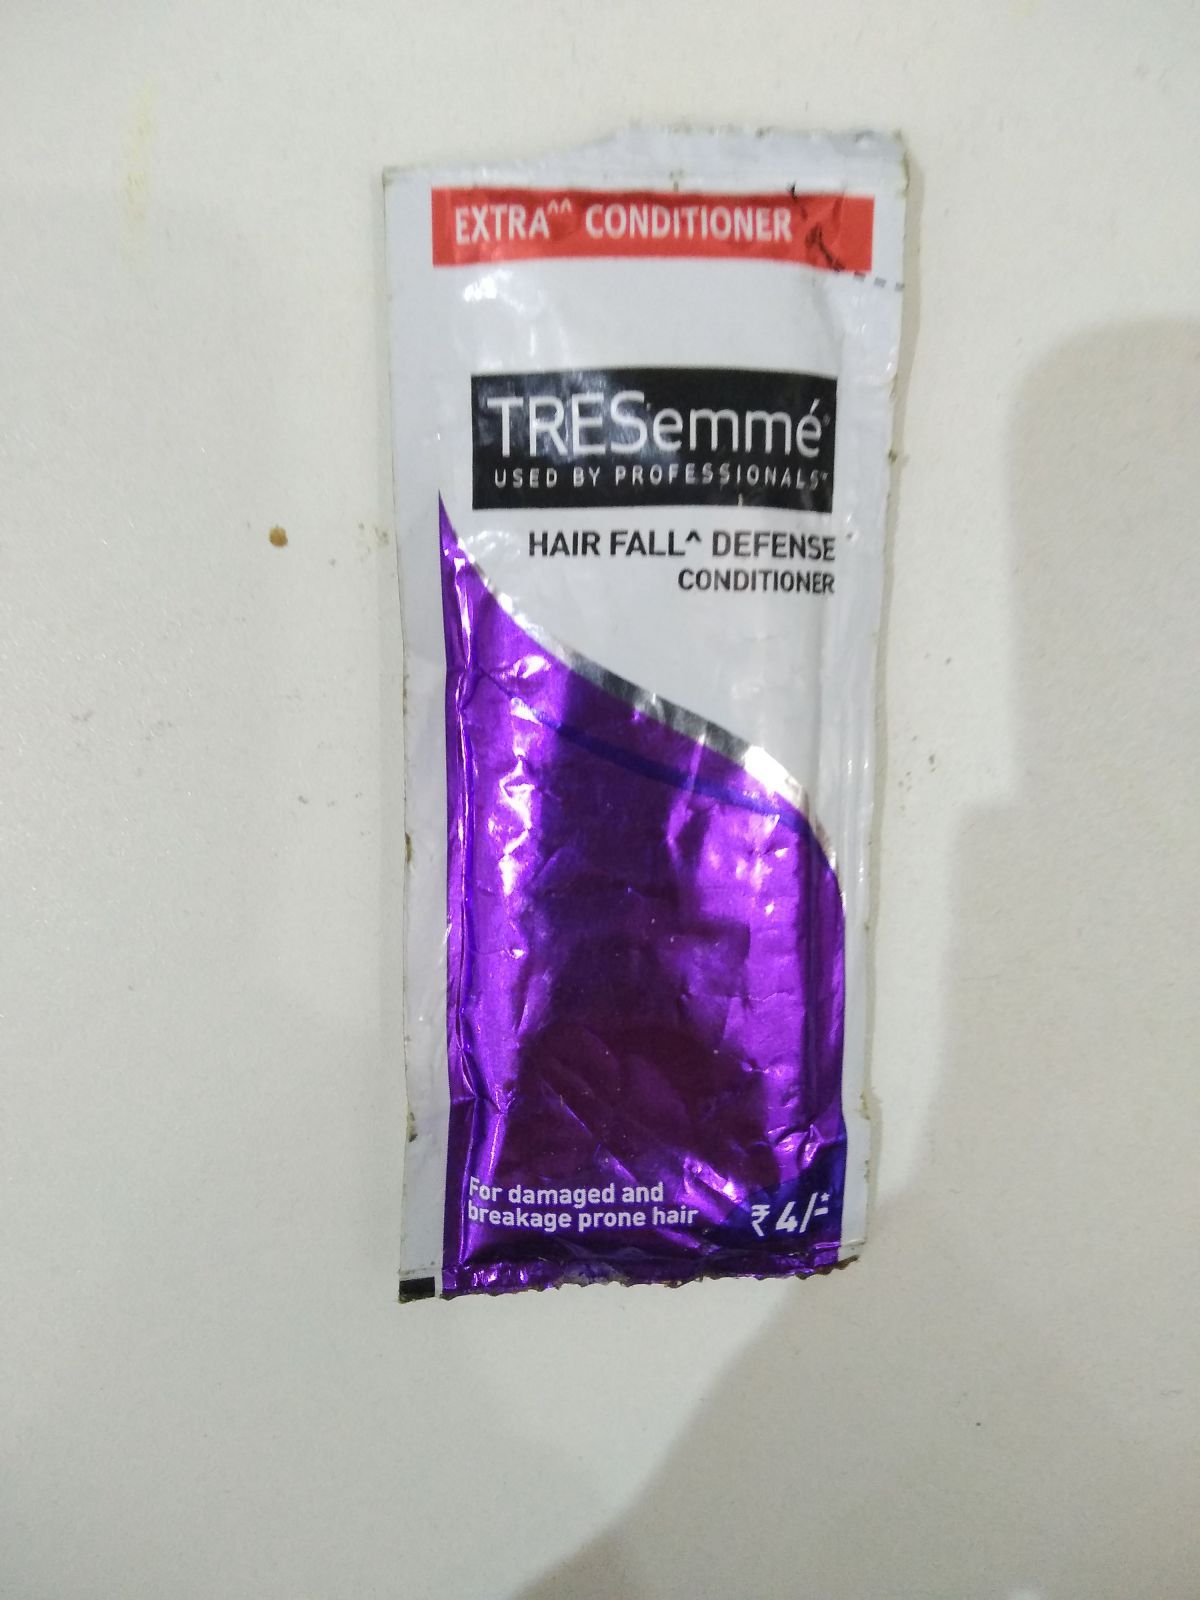 EXTRA^^ CONDITIONER
TRESemmé®
USED BY PROFESSIONALS™
HAIR FALL^ DEFENSE
CONDITIONER
For damaged and
breakage prone hair
₹ 4/-*